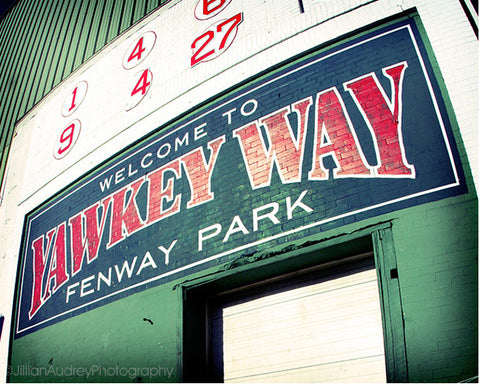 1 4 6
9 4 27
WELCOME TO
YAWKEY WAY
FENWAY PARK
©JillianAudreyPhotography